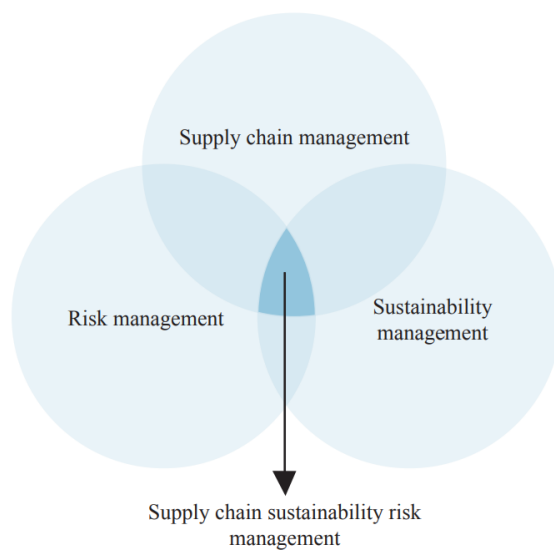 Supply chain management
Risk management
Sustainability
management
Supply chain sustainability risk
management